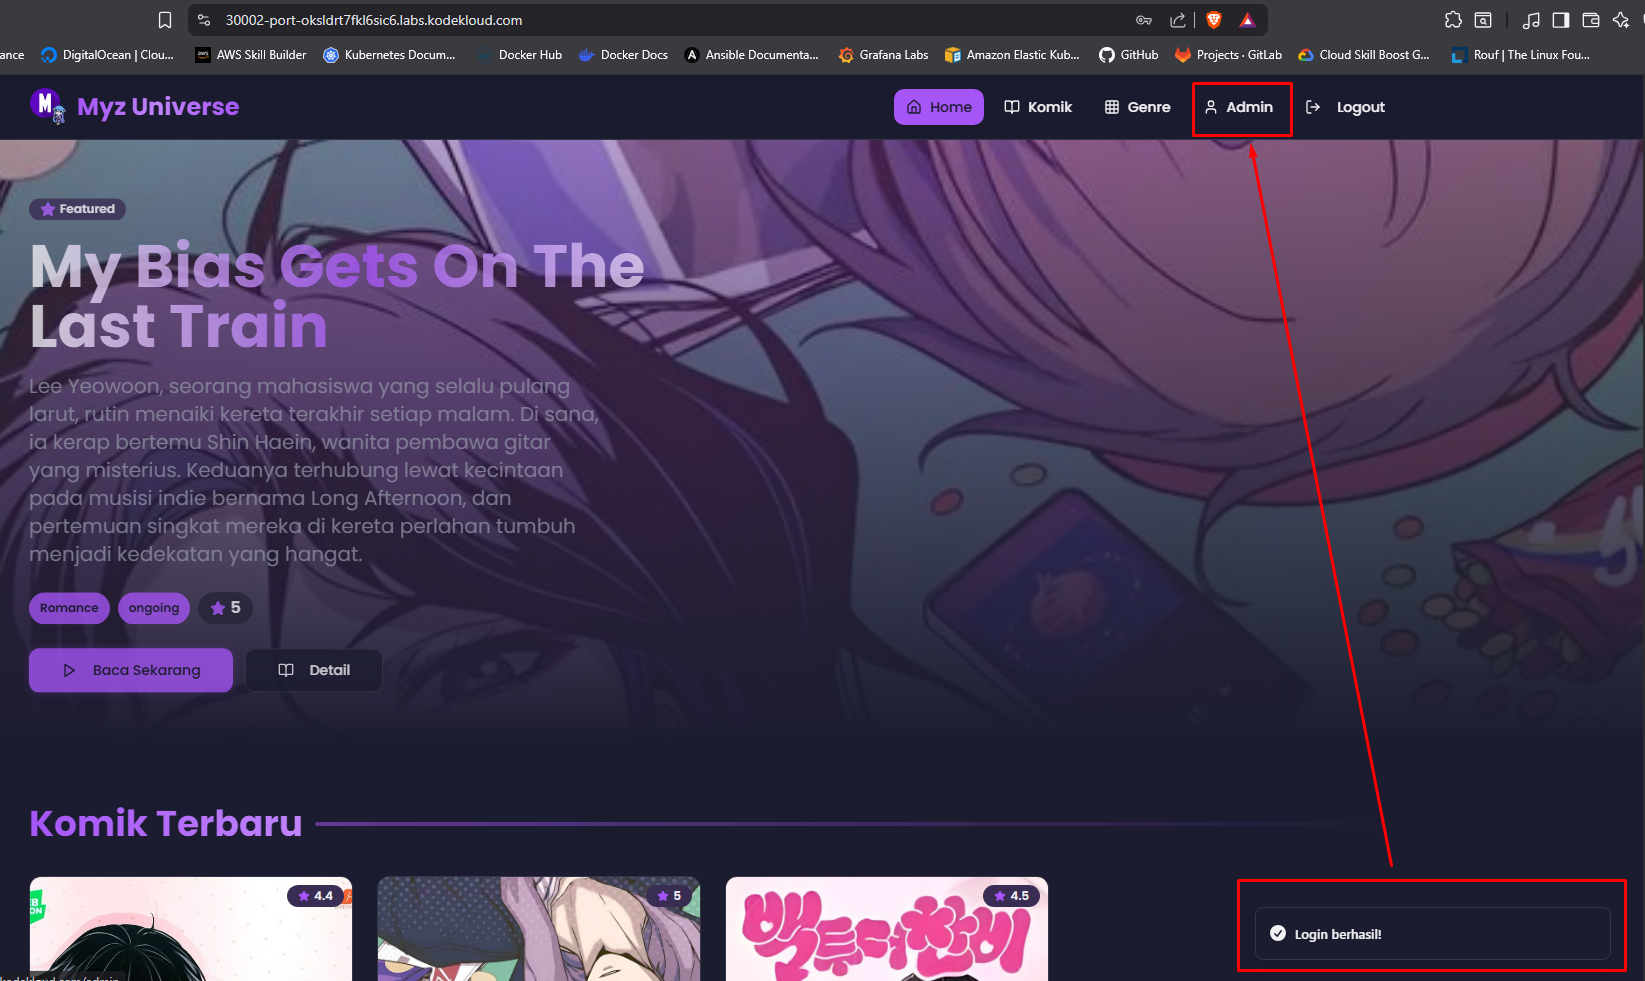 30002-port-oksldrt7fkl6sic6.labs.kodekloud.com
ance DigitalOcean | Clou... AWS Skill Builder Kubernetes Docum... Docker Hub Docker Docs Ansible Documenta... Grafana Labs Amazon Elastic Kub... GitHub Projects · GitLab Cloud Skill Boost G... Rouf | The Linux Fou...
M Myz Universe Home Komik Genre Admin Logout
Featured
My Bias Gets On The
Last Train
Lee Yeowoon, seorang mahasiswa yang selalu pulang
larut, rutin menaiki kereta terakhir setiap malam. Di sana,
ia kerap bertemu Shin Haein, wanita pembawa gitar
yang misterius. Keduanya terhubung lewat kecintaan
pada musisi indie bernama Long Afternoon, dan
pertemuan singkat mereka di kereta perlahan tumbuh
menjadi kedekatan yang hangat.
Romance ongoing 5
Baca Sekarang Detail
Komik Terbaru
4.4 5 4.5
Login berhasil!